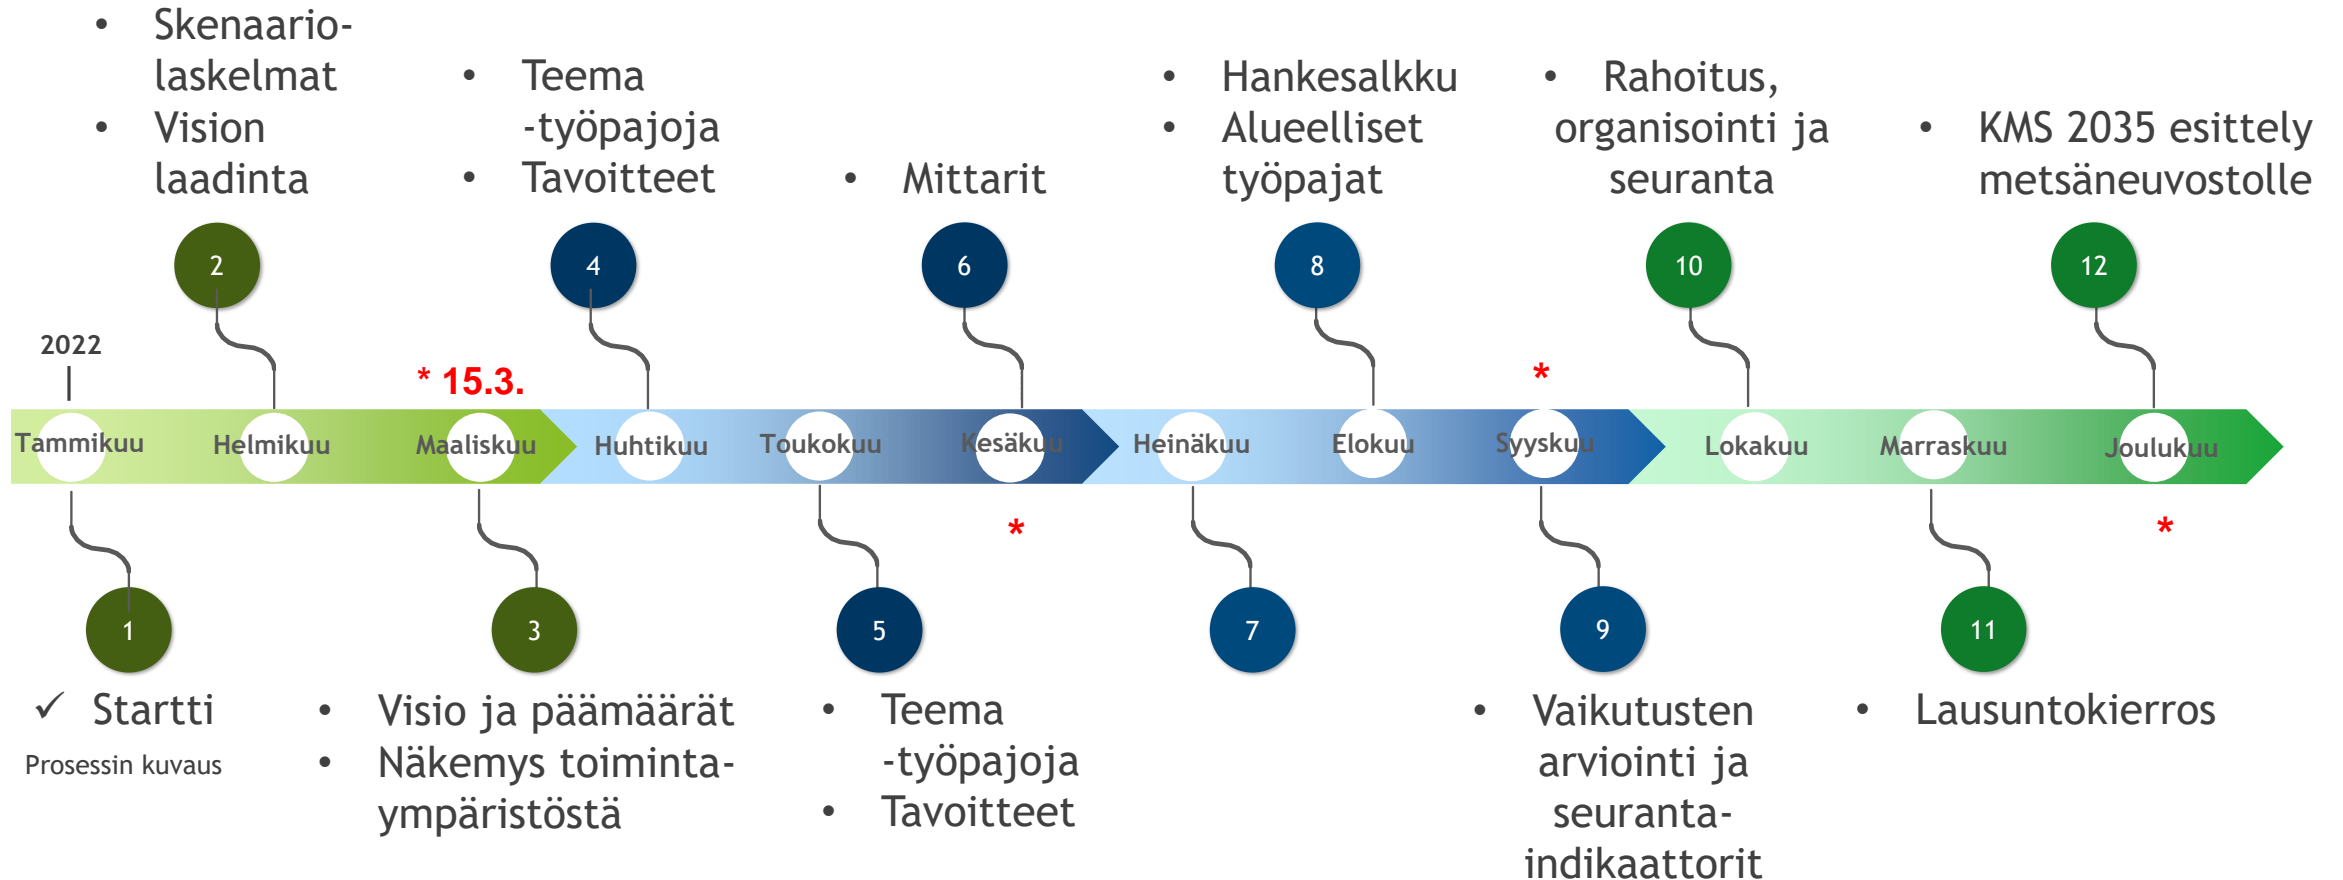 • Skenaario-
laskelmat
• Vision
laadinta
• Teema
-työpajoja
• Tavoitteet
• Mittarit
• Hankesalkku
• Alueelliset
työpajat
• Rahoitus,
organisointi ja
seuranta
• KMS 2035 esittely
metsäneuvostolle
2
4
6
8
10
12
2022
* 15.3.
*
Tammikuu
Helmikuu
Maaliskuu
Huhtikuu
Toukokuu
Kesäkuu
Heinäkuu
Elokuu
Syyskuu
Lokakuu
Marraskuu
Joulukuu
*
*
1
3
5
7
9
11
✓ Startti
Prosessin kuvaus
• Visio ja päämäärät
• Näkemys toiminta-
ympäristöstä
• Teema
-työpajoja
• Tavoitteet
• Vaikutusten
arviointi ja
seuranta-
indikaattorit
• Lausuntokierros